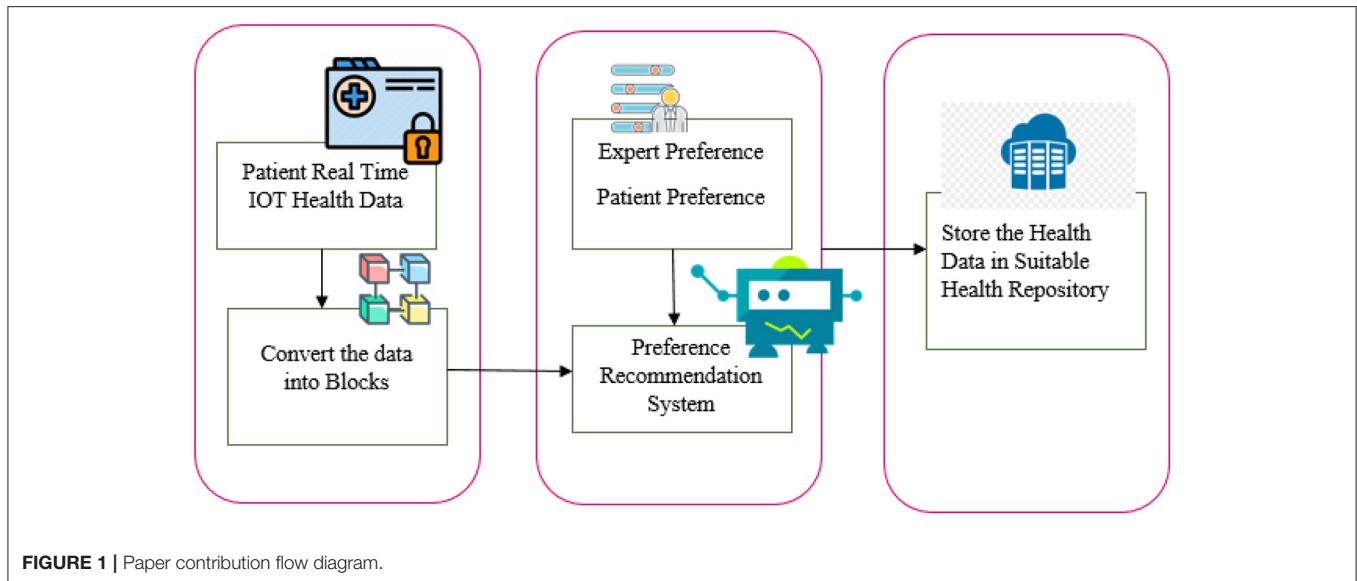 Patient Real Time
IOT Health Data
Convert the data
into Blocks
Expert Preference
Patient Preference
Preference
Recommendation
System
Store the Health
Data in Suitable
Health Repository
FIGURE 1 | Paper contribution flow diagram.